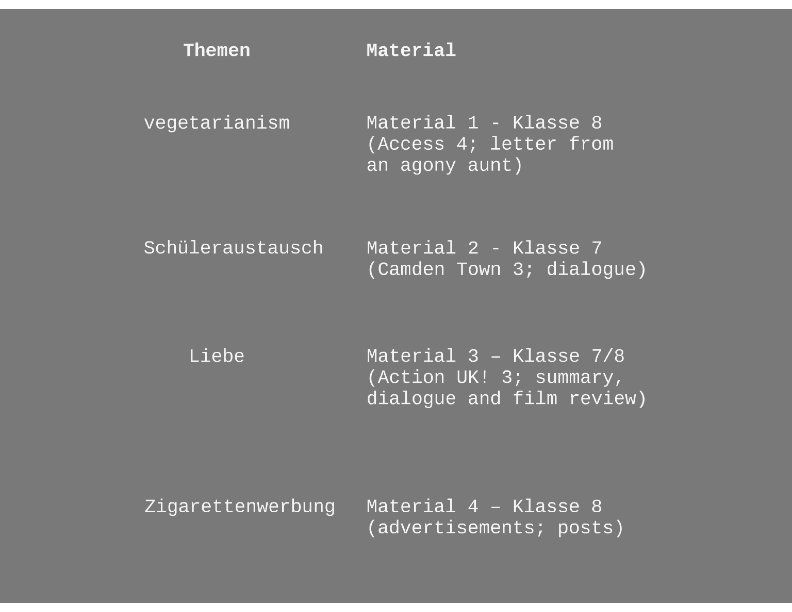 Themen Material
vegetarianism Material 1 - Klasse 8
(Access 4; letter from
an agony aunt)
Schüleraustausch Material 2 - Klasse 7
(Camden Town 3; dialogue)
Liebe Material 3 – Klasse 7/8
(Action UK! 3; summary,
dialogue and film review)
Zigarettenwerbung Material 4 – Klasse 8
(advertisements; posts)